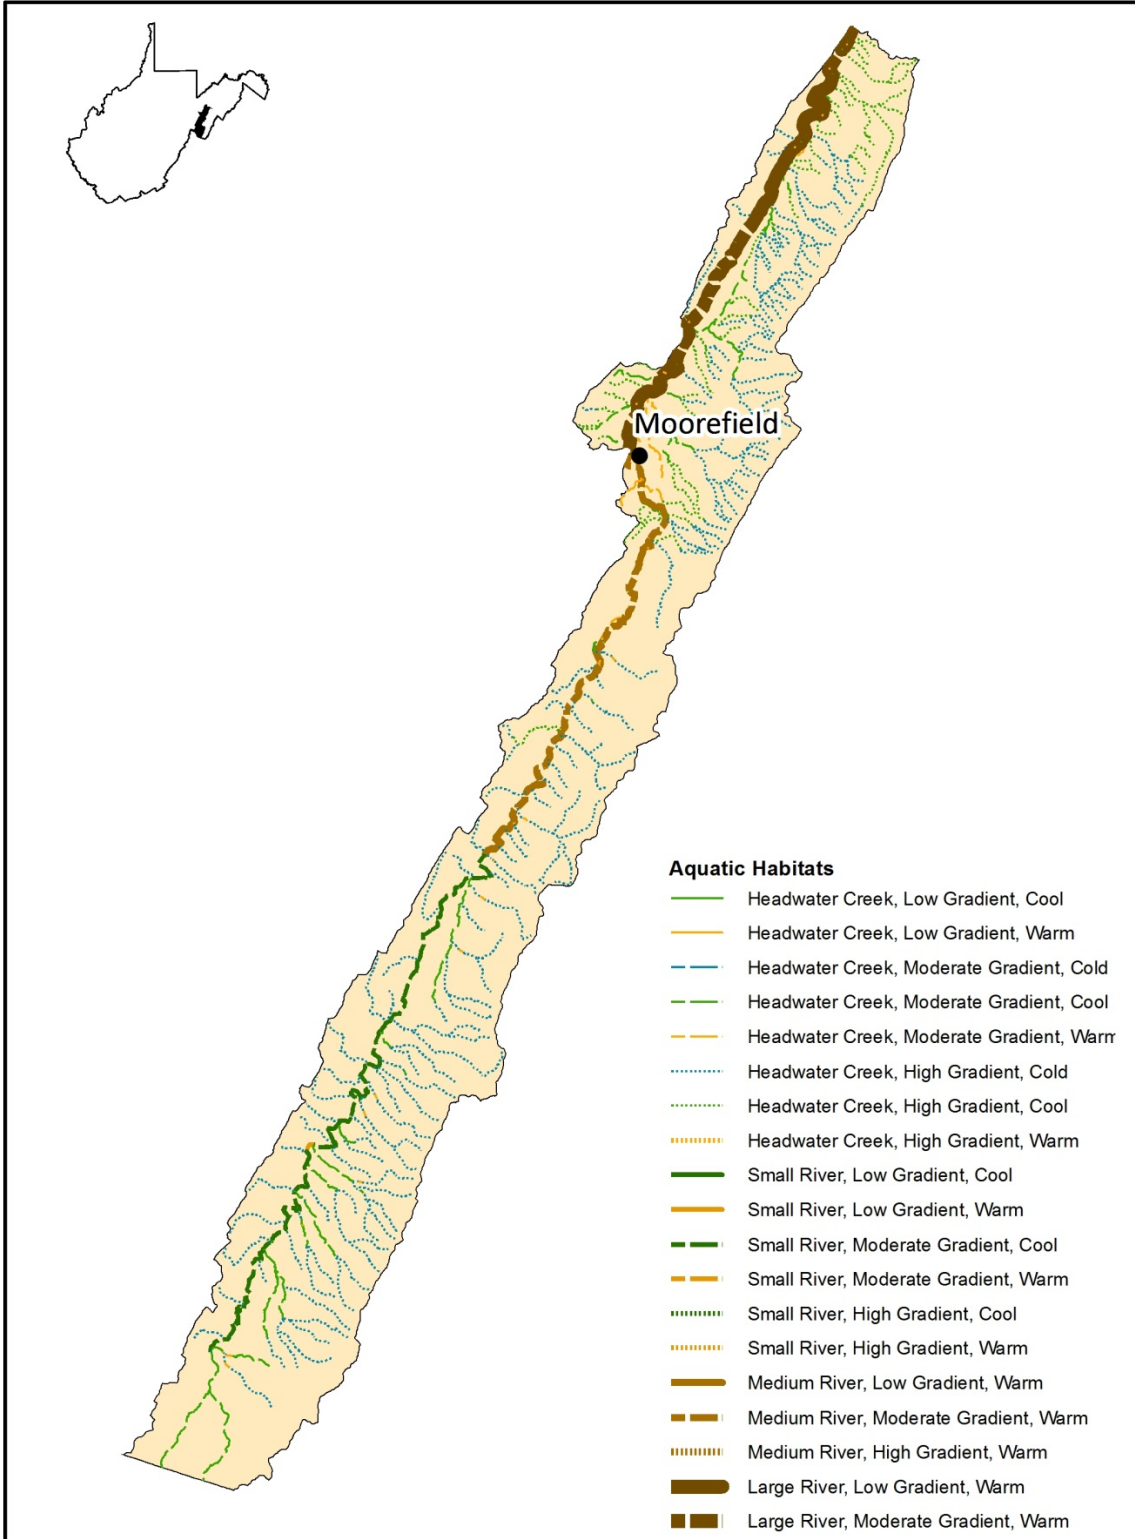 Moorefield
Aquatic Habitats
Headwater Creek, Low Gradient, Cool
Headwater Creek, Low Gradient, Warm
Headwater Creek, Moderate Gradient, Cold
Headwater Creek, Moderate Gradient, Cool
Headwater Creek, Moderate Gradient, Warm
Headwater Creek, High Gradient, Cold
Headwater Creek, High Gradient, Cool
Headwater Creek, High Gradient, Warm
Small River, Low Gradient, Cool
Small River, Low Gradient, Warm
Small River, Moderate Gradient, Cool
Small River, Moderate Gradient, Warm
Small River, High Gradient, Cool
Small River, High Gradient, Warm
Medium River, Low Gradient, Warm
Medium River, Moderate Gradient, Warm
Medium River, High Gradient, Warm
Large River, Low Gradient, Warm
Large River, Moderate Gradient, Warm